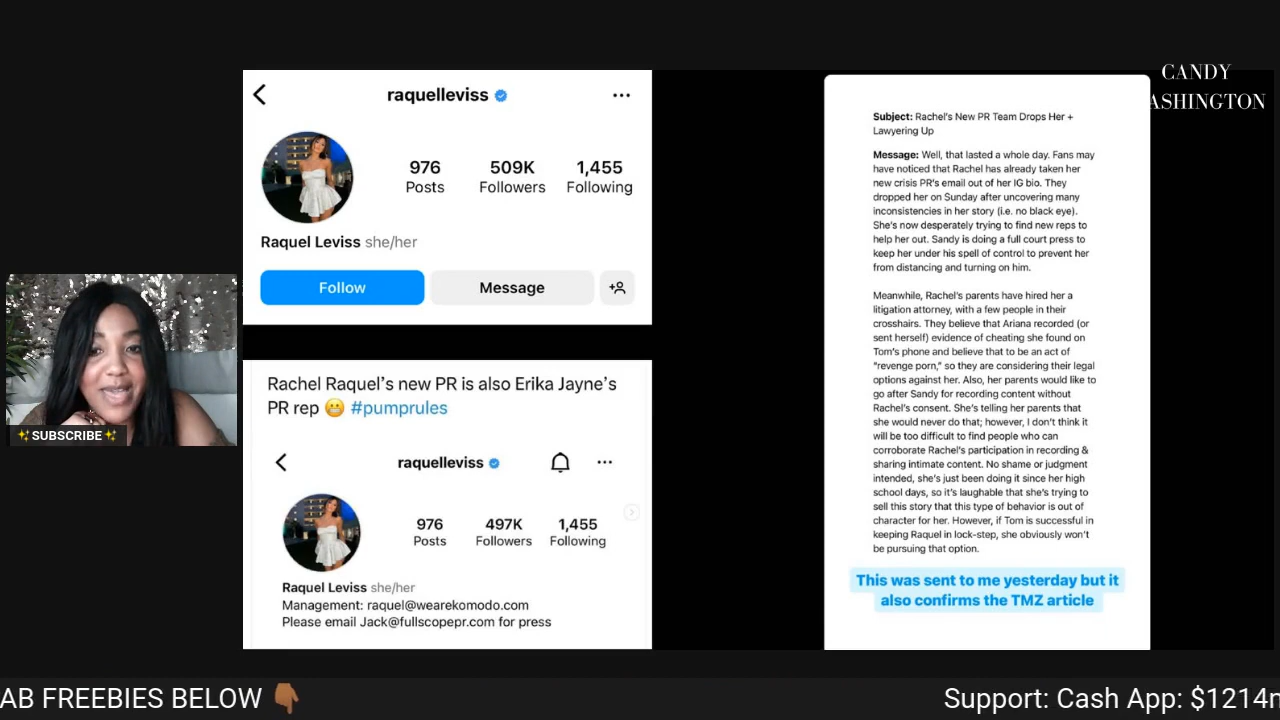 raquelleviss
976
509K
1,455
Posts
Followers
Following
Raquel Leviss she/her
Follow
Message
Rachel Raquel's new PR is also Erika Jayne's
PR rep 😬 #pumprules
raquelleviss
976
497K
1,455
Posts
Followers
Following
Raquel Leviss she/her
Management: raquel@wearekomodo.com
Please email Jack@fullscopepr.com for press
✨SUBSCRIBE✨
CANDY
ASHINGTON
Subject: Rachel's New PR Team Drops Her +
Lawyering Up
Message: Well, that lasted a whole day. Fans may
have noticed that Rachel has already taken her
new crisis PR's email out of her IG bio. They
dropped her on Sunday after uncovering many
inconsistencies in her story (i.e. no black eye).
She's now desperately trying to find new reps to
help her out. Sandy is doing a full court press to
keep her under his spell of control to prevent her
from distancing and turning on him.
Meanwhile, Rachel's parents have hired her a
litigation attorney, with a few people in their
crosshairs. They believe that Ariana recorded (or
sent herself) evidence of cheating she found on
Tom's phone and believe that to be an act of
"revenge porn," so they are considering their legal
options against her. Also, her parents would like to
go after Sandy for recording content without
Rachel's consent. She's telling her parents that
she would never do that; however, I don't think it
will be too difficult to find people who can
corroborate Rachel's participation in recording &
sharing intimate content. No shame or judgment
intended, she's just been doing it since her high
school days, so it's laughable that she's trying to
sell this story that this type of behavior is out of
character for her. However, if Tom is successful in
keeping Raquel in lock-step, she obviously won't
be pursuing that option.
This was sent to me yesterday but it
also confirms the TMZ article
AB FREEBIES BELOW 👇🏾
Support: Cash App: $1214m